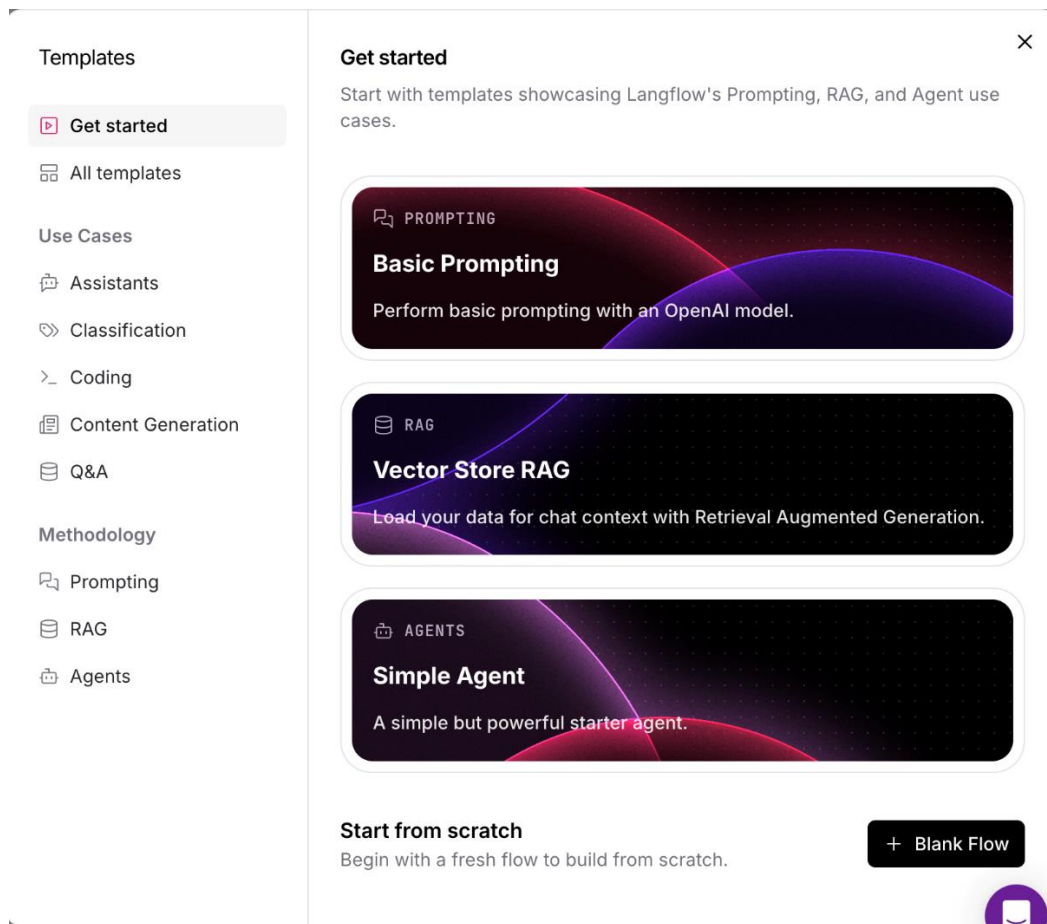 Templates
Get started
All templates
Use Cases
Assistants
Classification
Coding
Content Generation
Q&A
Methodology
Prompting
RAG
Agents
Get started
Start with templates showcasing Langflow's Prompting, RAG, and Agent use
cases.
PROMPTING
Basic Prompting
Perform basic prompting with an OpenAI model.
RAG
Vector Store RAG
Load your data for chat context with Retrieval Augmented Generation.
AGENTS
Simple Agent
A simple but powerful starter agent.
Start from scratch
Begin with a fresh flow to build from scratch.
+ Blank Flow